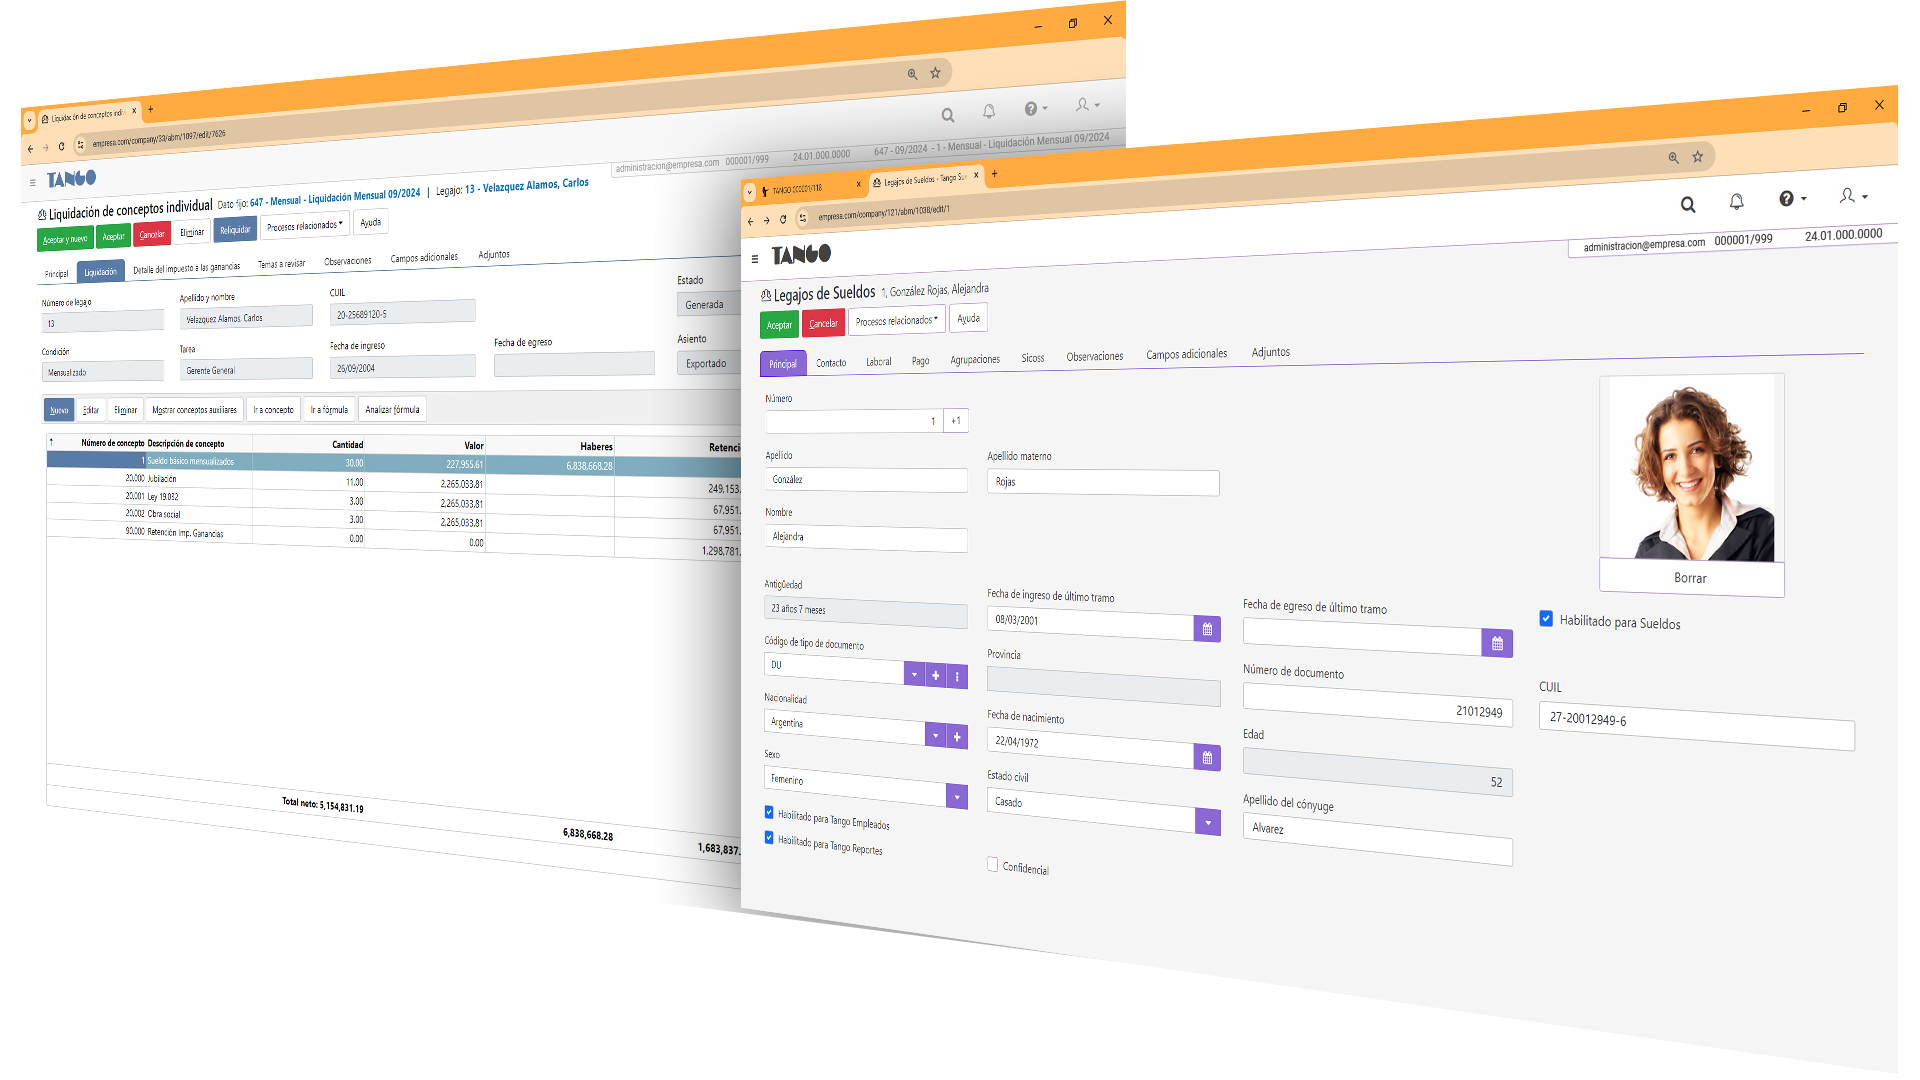 Liquidación de conceptos indivi
empresa.com/company/33/abm/1097/edit/7626
TANGO
administracion@empresa.com 000001/999 24.01.000.0000 647 - 09/2024 - 1 - Mensual - Liquidación Mensual 09/2024
Liquidación de conceptos individual Dato fijo: 647 - Mensual - Liquidación Mensual 09/2024 | Legajo: 13 - Velazquez Alamos, Carlos
Aceptar y nuevo Aceptar Cancelar Eliminar Reliquidar Procesos relacionados Ayuda
Principal Liquidación Detalle del impuesto a las ganancias Temas a revisar Observaciones Campos adicionales Adjuntos
Número de legajo Apellido y nombre CUIL Estado
13 Velazquez Alamos, Carlos 20-25689120-5 Generada
Condición Tarea Fecha de ingreso Fecha de egreso Asiento
Mensualizado Gerente General 26/09/2004 Exportado
Nuevo Editar Eliminar Mostrar conceptos auxiliares Ir a concepto Ir a fórmula Analizar fórmula
↑ Número de concepto Descripción de concepto Cantidad Valor Haberes Retenci
1 Sueldo básico mensualizados 30.00 227,955.61 6,838,668.28
20.000 Jubilación 11.00 2,265,033.81 249,153.
20.001 Ley 19.032 3.00 2,265,033.81 67,951.
20.002 Obra social 3.00 2,265,033.81 67,951.
90.000 Retención Imp. Ganancias 0.00 0.00 1,298,781.
Total neto: 5,154,831.19 6,838,668.28 1,683,837.
TANGO 000001/118 Legajos de Sueldos - Tango Su
empresa.com/company/121/abm/1038/edit/1
TANGO
administracion@empresa.com 000001/999 24.01.000.0000
Legajos de Sueldos 1, González Rojas, Alejandra
Aceptar Cancelar Procesos relacionados Ayuda
Principal Contacto Laboral Pago Agrupaciones Sicoss Observaciones Campos adicionales Adjuntos
Número
1 +1
Apellido Apellido materno
González Rojas
Nombre
Alejandra
Borrar
Antigüedad Fecha de ingreso de último tramo Fecha de egreso de último tramo
23 años 7 meses 08/03/2001 Habilitado para Sueldos
Código de tipo de documento Provincia Número de documento CUIL
DU 21012949 27-20012949-6
Nacionalidad Fecha de nacimiento Edad
Argentina 22/04/1972 52
Sexo Estado civil Apellido del cónyuge
Femenino Casado Alvarez
Habilitado para Tango Empleados
Habilitado para Tango Reportes
Confidencial